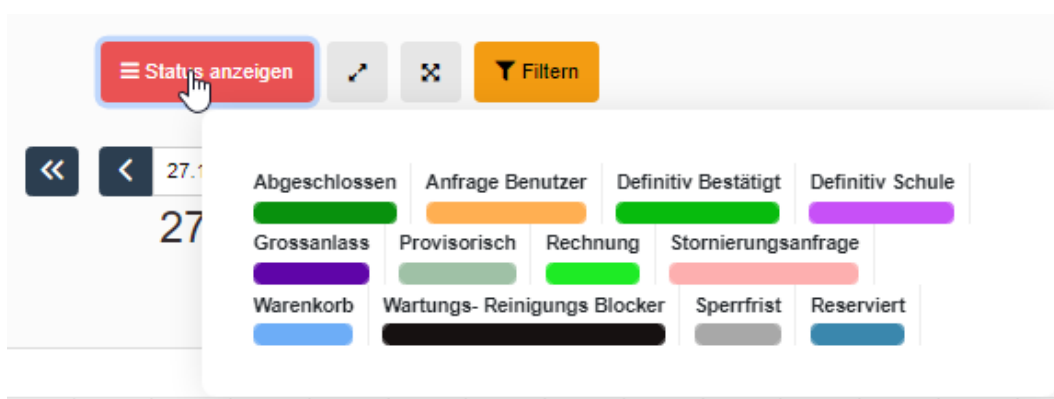 Status anzeigen Filtern
27.1
27
Abgeschlossen Anfrage Benutzer Definitiv Bestätigt Definitiv Schule
Grossanlass Provisorisch Rechnung Stornierungsanfrage
Warenkorb Wartungs- Reinigungs Blocker Sperrfrist Reserviert